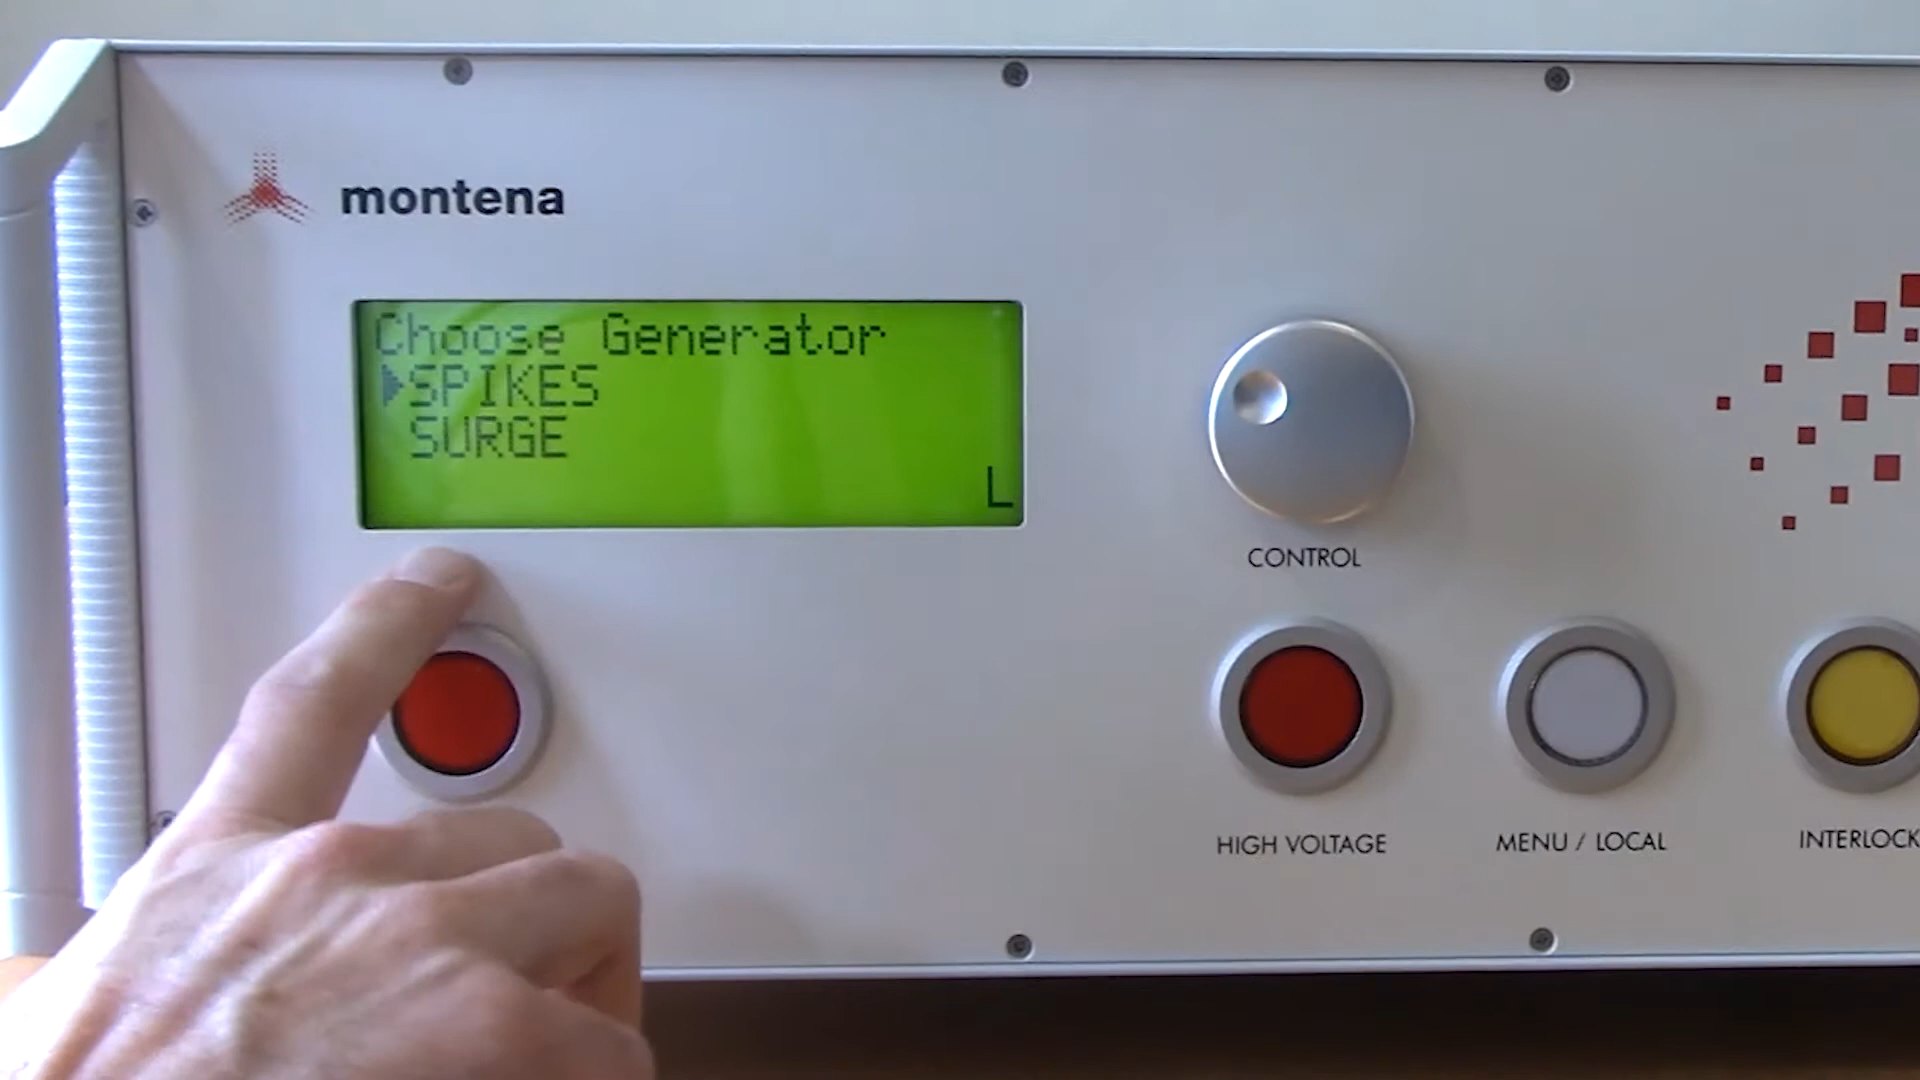 montena
Choose Generator
SPIKES
SURGE
L
CONTROL
HIGH VOLTAGE
MENU / LOCAL
INTERLOCK